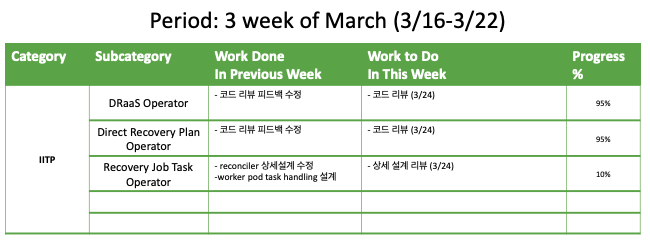 Period: 3 week of March (3/16-3/22)
Category
Subcategory
Work Done
In Previous Week
Work to Do
In This Week
Progress
%
IITP
DRaaS Operator
- 코드 리뷰 피드백 수정
- 코드 리뷰 (3/24)
95%
Direct Recovery Plan
Operator
- 코드 리뷰 피드백 수정
- 코드 리뷰 (3/24)
95%
Recovery Job Task
Operator
- reconciler 상세설계 수정
-worker pod task handling 설계
- 상세 설계 리뷰 (3/24)
10%